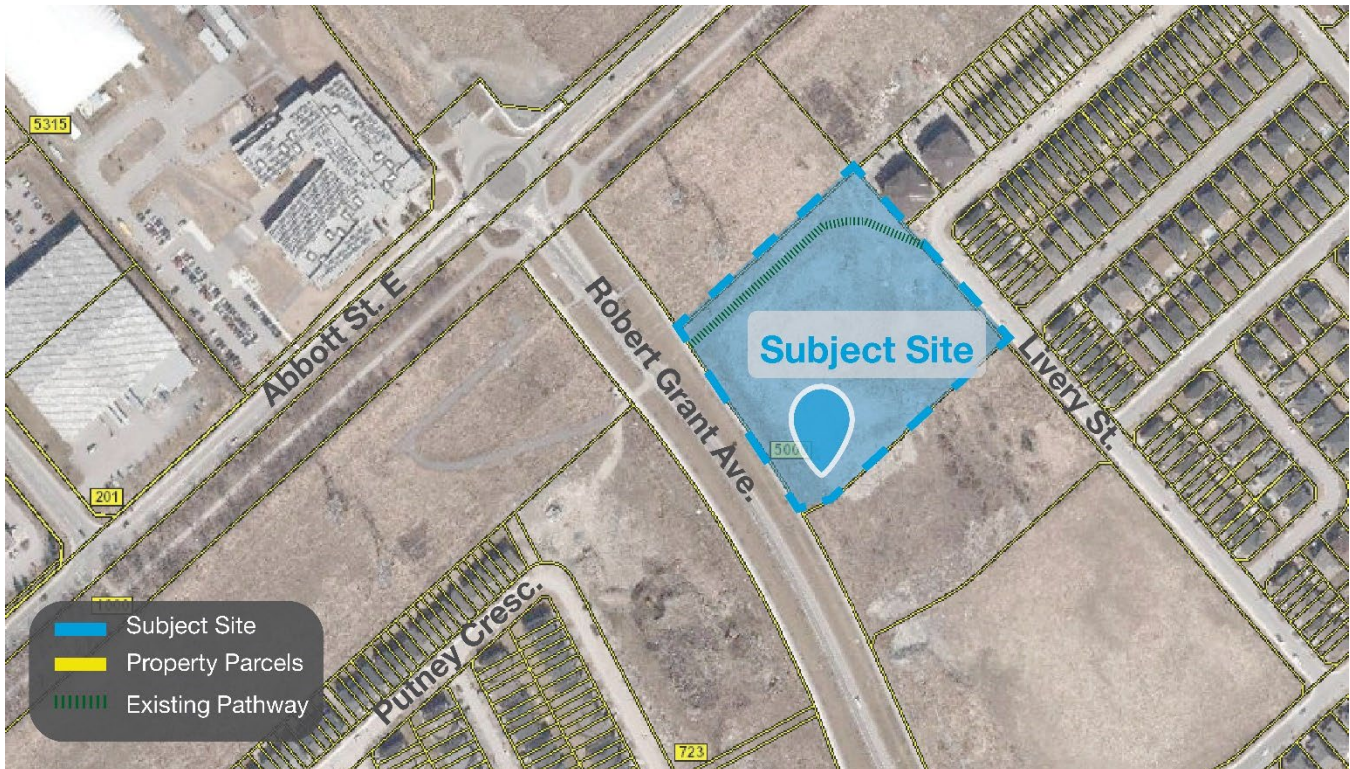 5315
Abbott St. E
Robert Grant Ave.
Subject Site
Livery St.
201
Putney Cresc.
Subject Site
Property Parcels
Existing Pathway
723